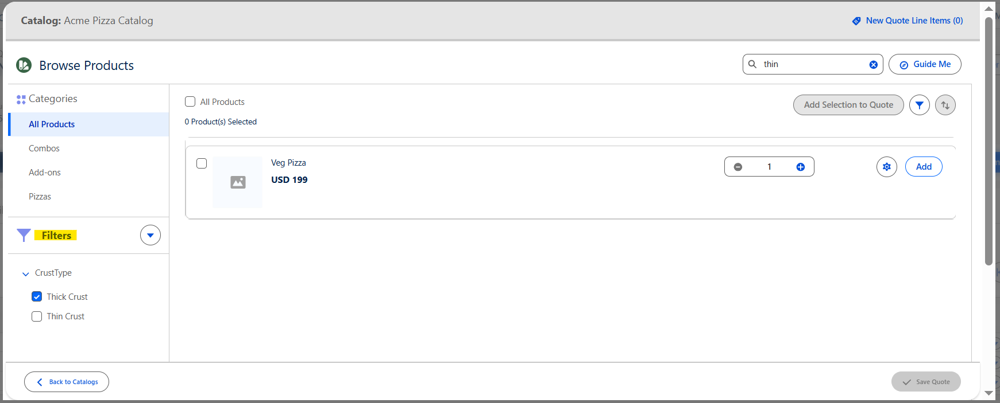 Catalog: Acme Pizza Catalog
New Quote Line Items (0)
Browse Products
thin
Guide Me
Categories
All Products
Combos
Add-ons
Pizzas
Filters
CrustType
Thick Crust
Thin Crust
All Products
Add Selection to Quote
0 Product(s) Selected
Veg Pizza
USD 199
1
Add
Back to Catalogs
Save Quote